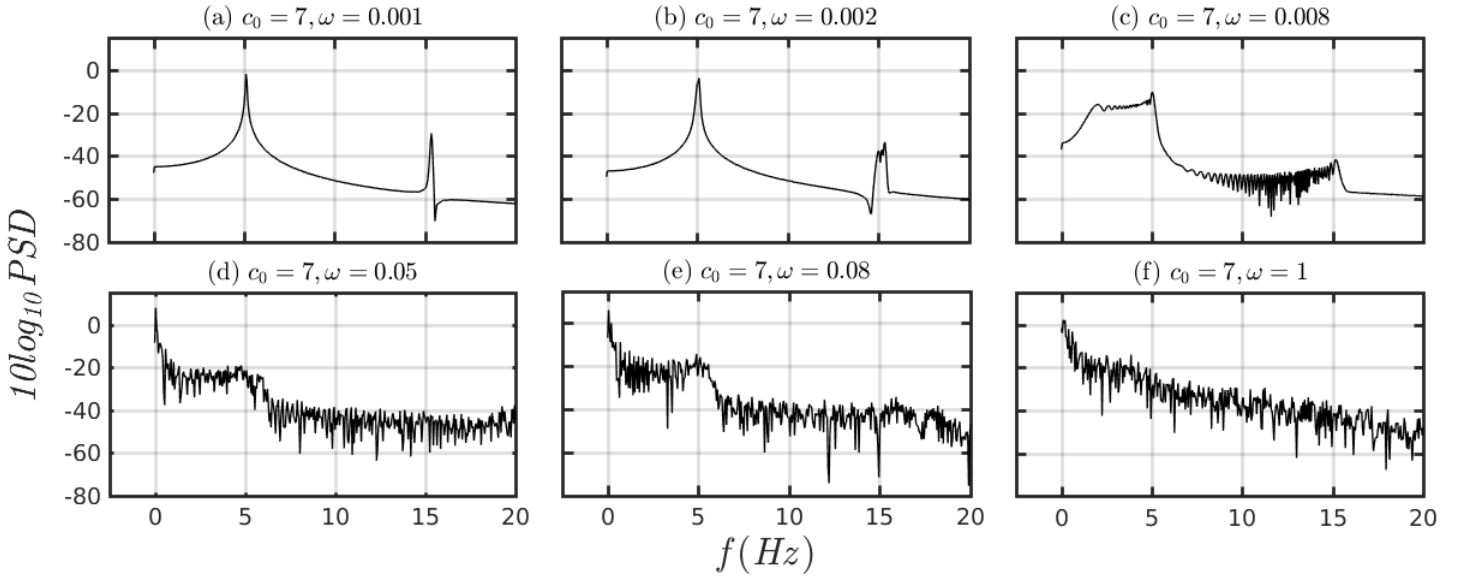 (a) c₀ = 7, ω = 0.001
(b) c₀ = 7, ω = 0.002
(c) c₀ = 7, ω = 0.008
0
-20
-40
-60
-80
(d) c₀ = 7, ω = 0.05
(e) c₀ = 7, ω = 0.08
(f) c₀ = 7, ω = 1
0
-20
-40
-60
-80
0 5 10 15 20
0 5 10 15 20
0 5 10 15 20
10log₁₀PSD
f(Hz)